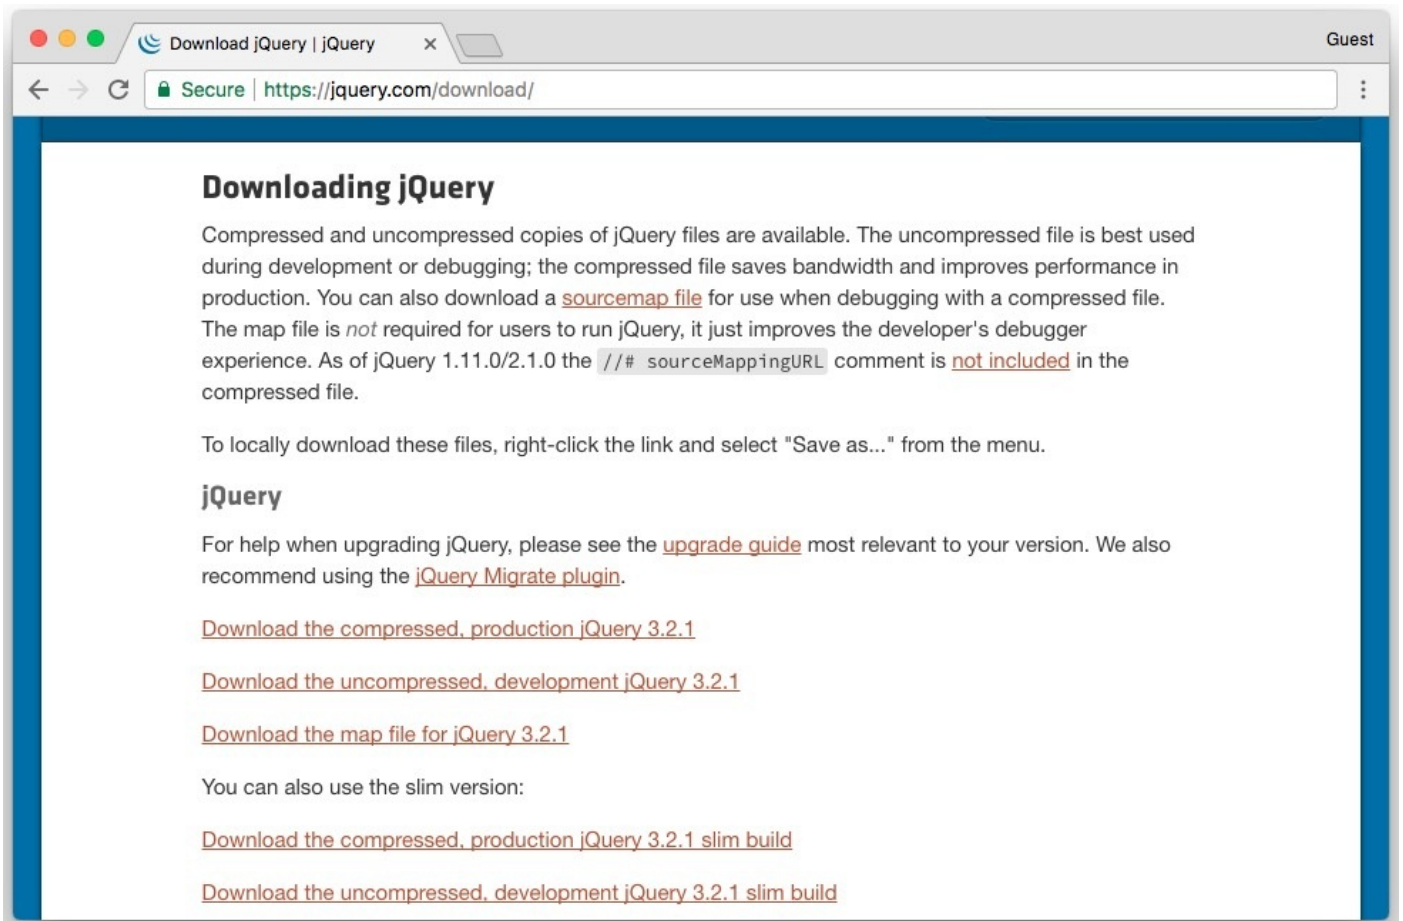 Download jQuery | jQuery
Guest
Secure | https://jquery.com/download/
Downloading jQuery
Compressed and uncompressed copies of jQuery files are available. The uncompressed file is best used
during development or debugging; the compressed file saves bandwidth and improves performance in
production. You can also download a sourcemap file for use when debugging with a compressed file.
The map file is not required for users to run jQuery, it just improves the developer's debugger
experience. As of jQuery 1.11.0/2.1.0 the //# sourceMappingURL comment is not included in the
compressed file.
To locally download these files, right-click the link and select "Save as..." from the menu.
jQuery
For help when upgrading jQuery, please see the upgrade guide most relevant to your version. We also
recommend using the jQuery Migrate plugin.
Download the compressed, production jQuery 3.2.1
Download the uncompressed, development jQuery 3.2.1
Download the map file for jQuery 3.2.1
You can also use the slim version:
Download the compressed, production jQuery 3.2.1 slim build
Download the uncompressed, development jQuery 3.2.1 slim build